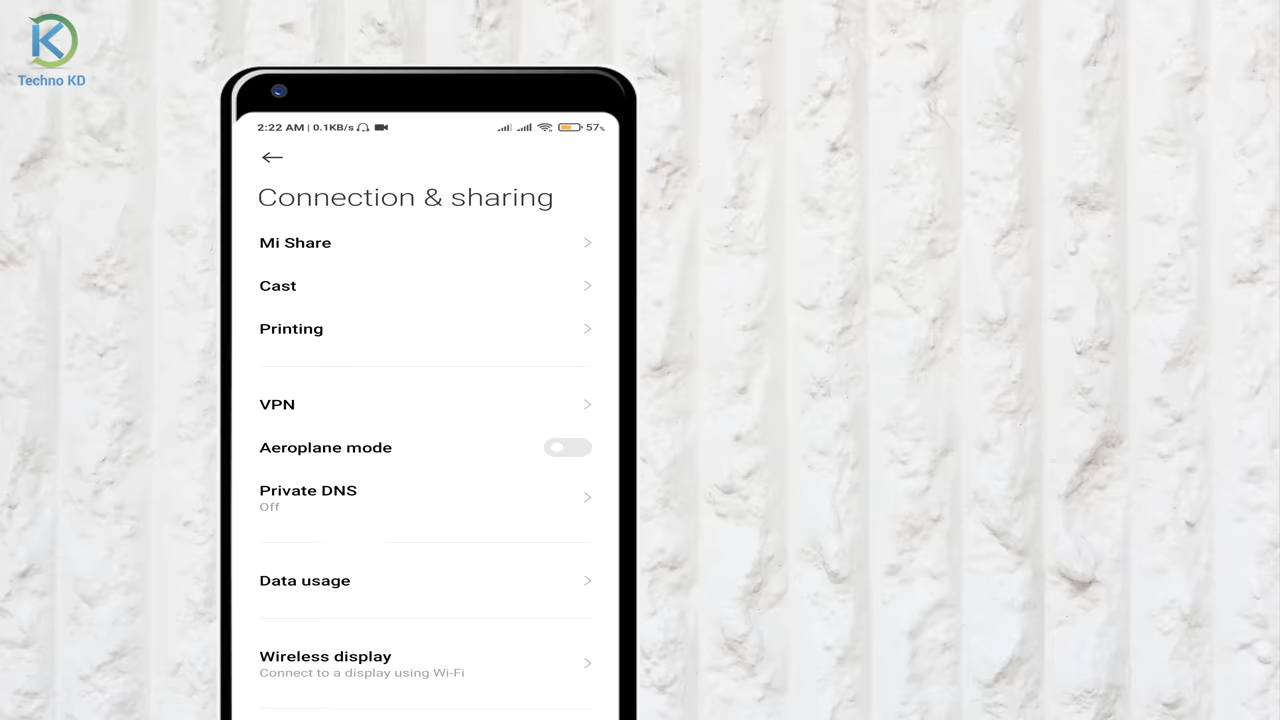 Techno KD
2:22 AM | 0.1KB/s 57%
Connection & sharing
Mi Share
Cast
Printing
VPN
Aeroplane mode
Private DNS
Off
Data usage
Wireless display
Connect to a display using Wi-Fi